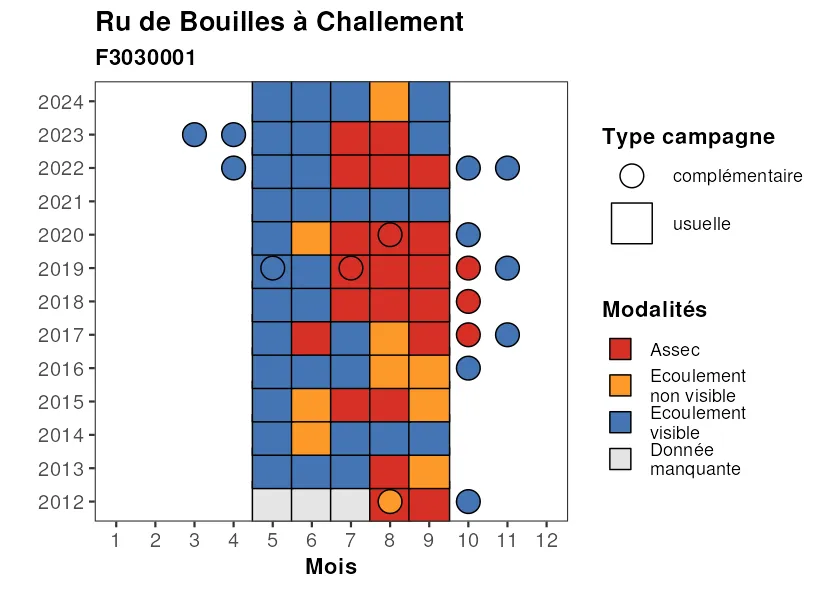 Ru de Bouilles à Challement
F3030001
2024
2023
2022
2021
2020
2019
2018
2017
2016
2015
2014
2013
2012
1 2 3 4 5 6 7 8 9 10 11 12
Mois
Type campagne
complémentaire
usuelle
Modalités
Assec
Ecoulement
non visible
Ecoulement
visible
Donnée
manquante